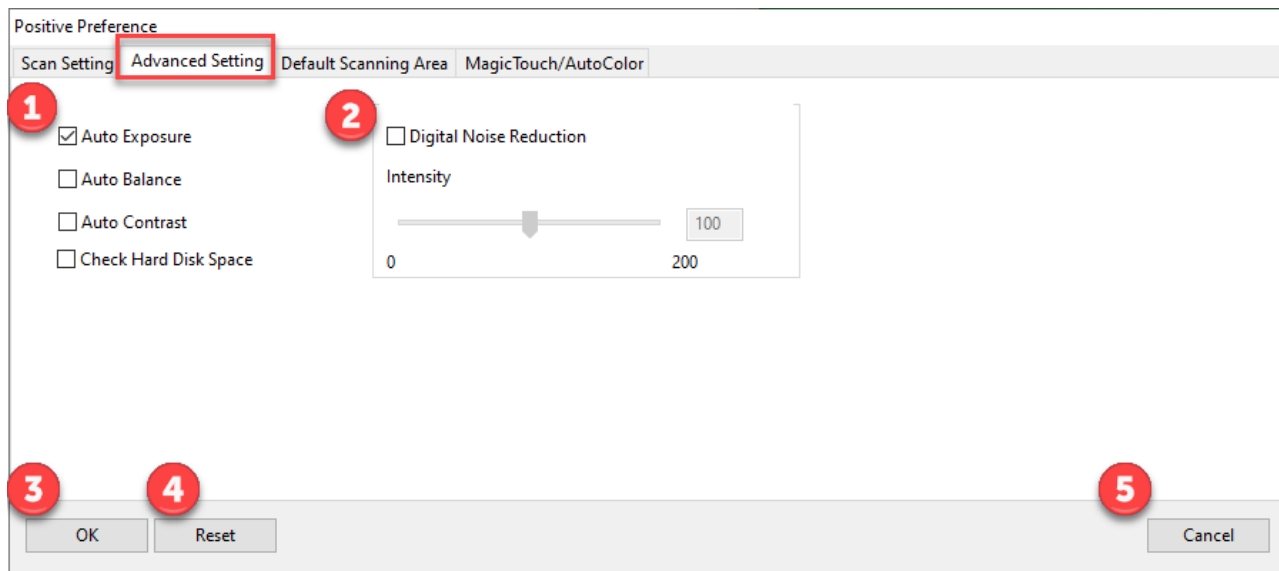 Positive Preference
Scan Setting Advanced Setting Default Scanning Area MagicTouch/AutoColor
1 2
Auto Exposure Digital Noise Reduction
Auto Balance Intensity
Auto Contrast 100
Check Hard Disk Space 0 200
3 4 5
OK Reset Cancel